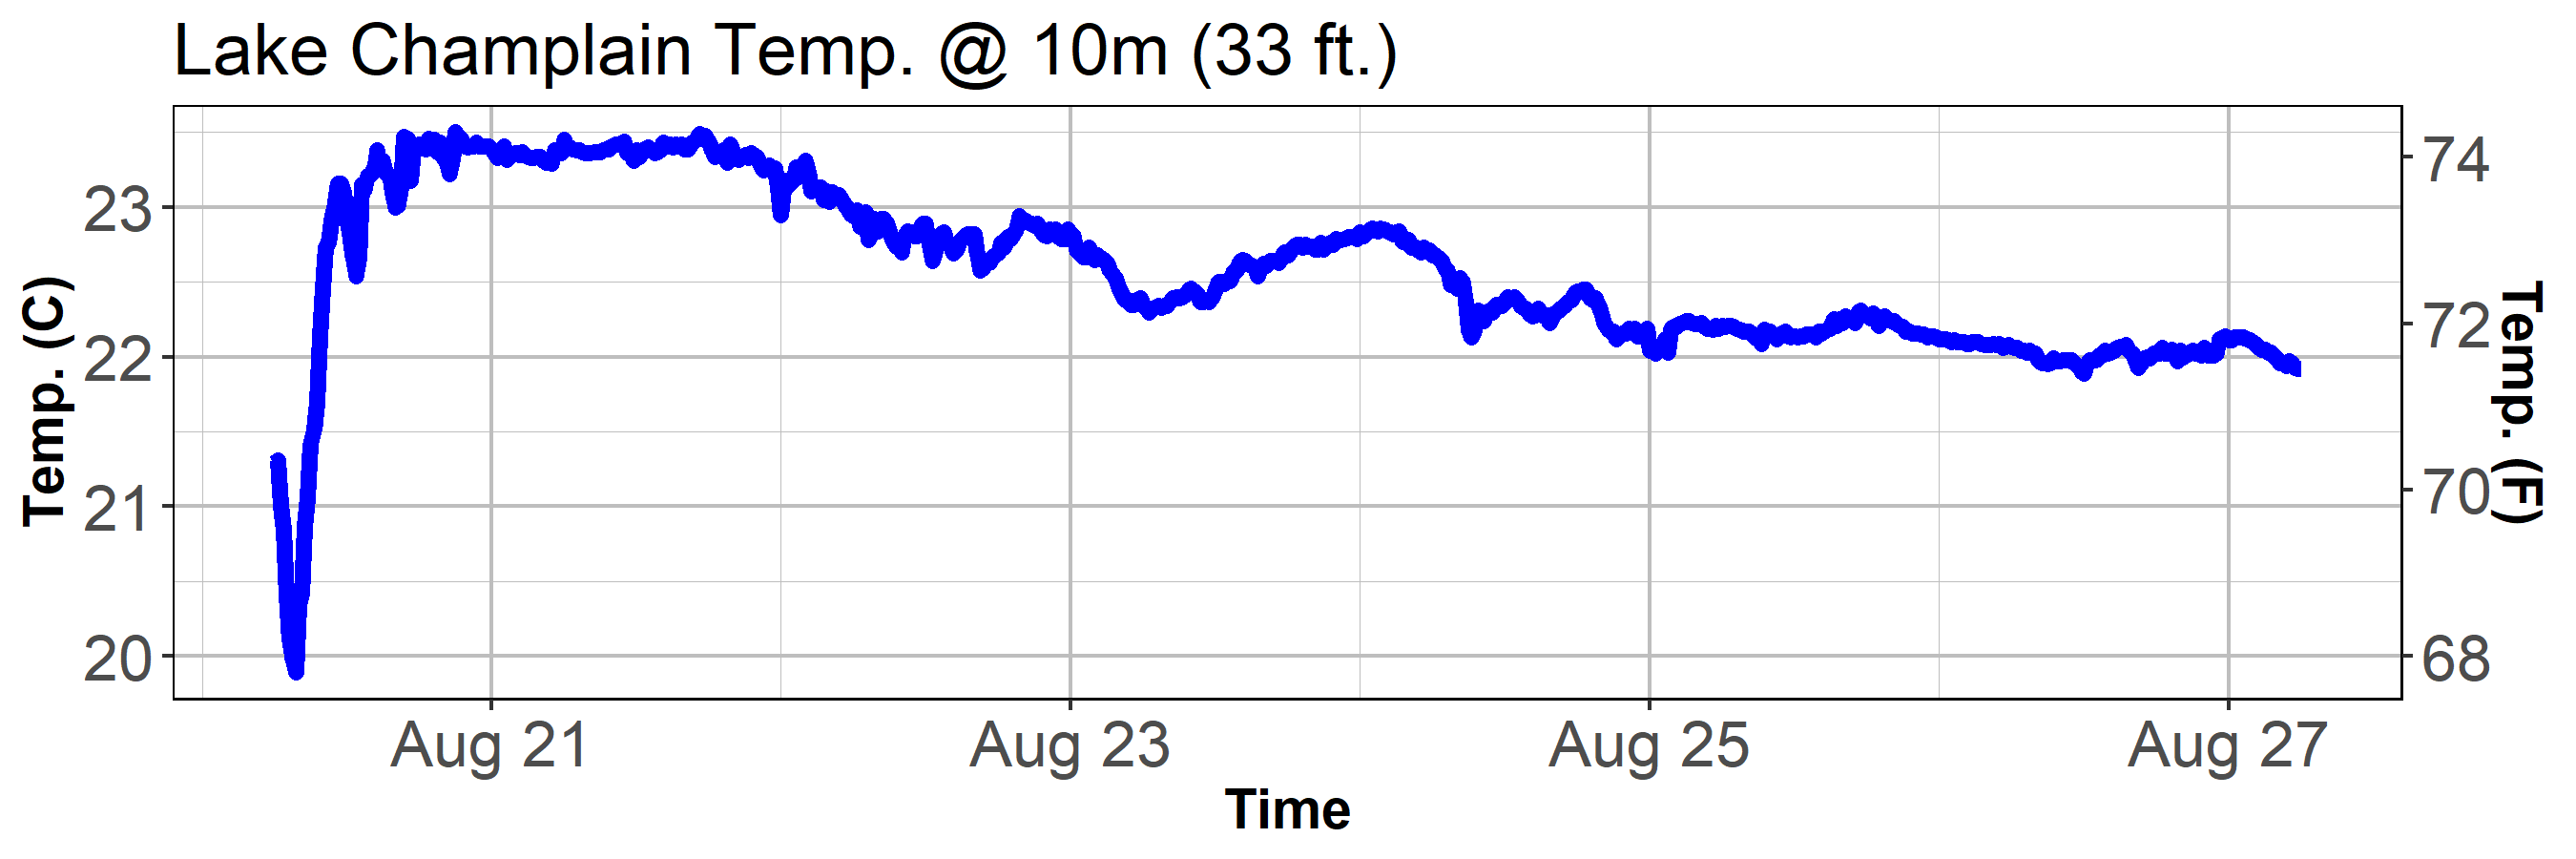 Lake Champlain Temp. @ 10m (33 ft.)
Temp. (C)
23
22
21
20
74
72
70
68
Temp. (F)
Aug 21
Aug 23
Aug 25
Aug 27
Time